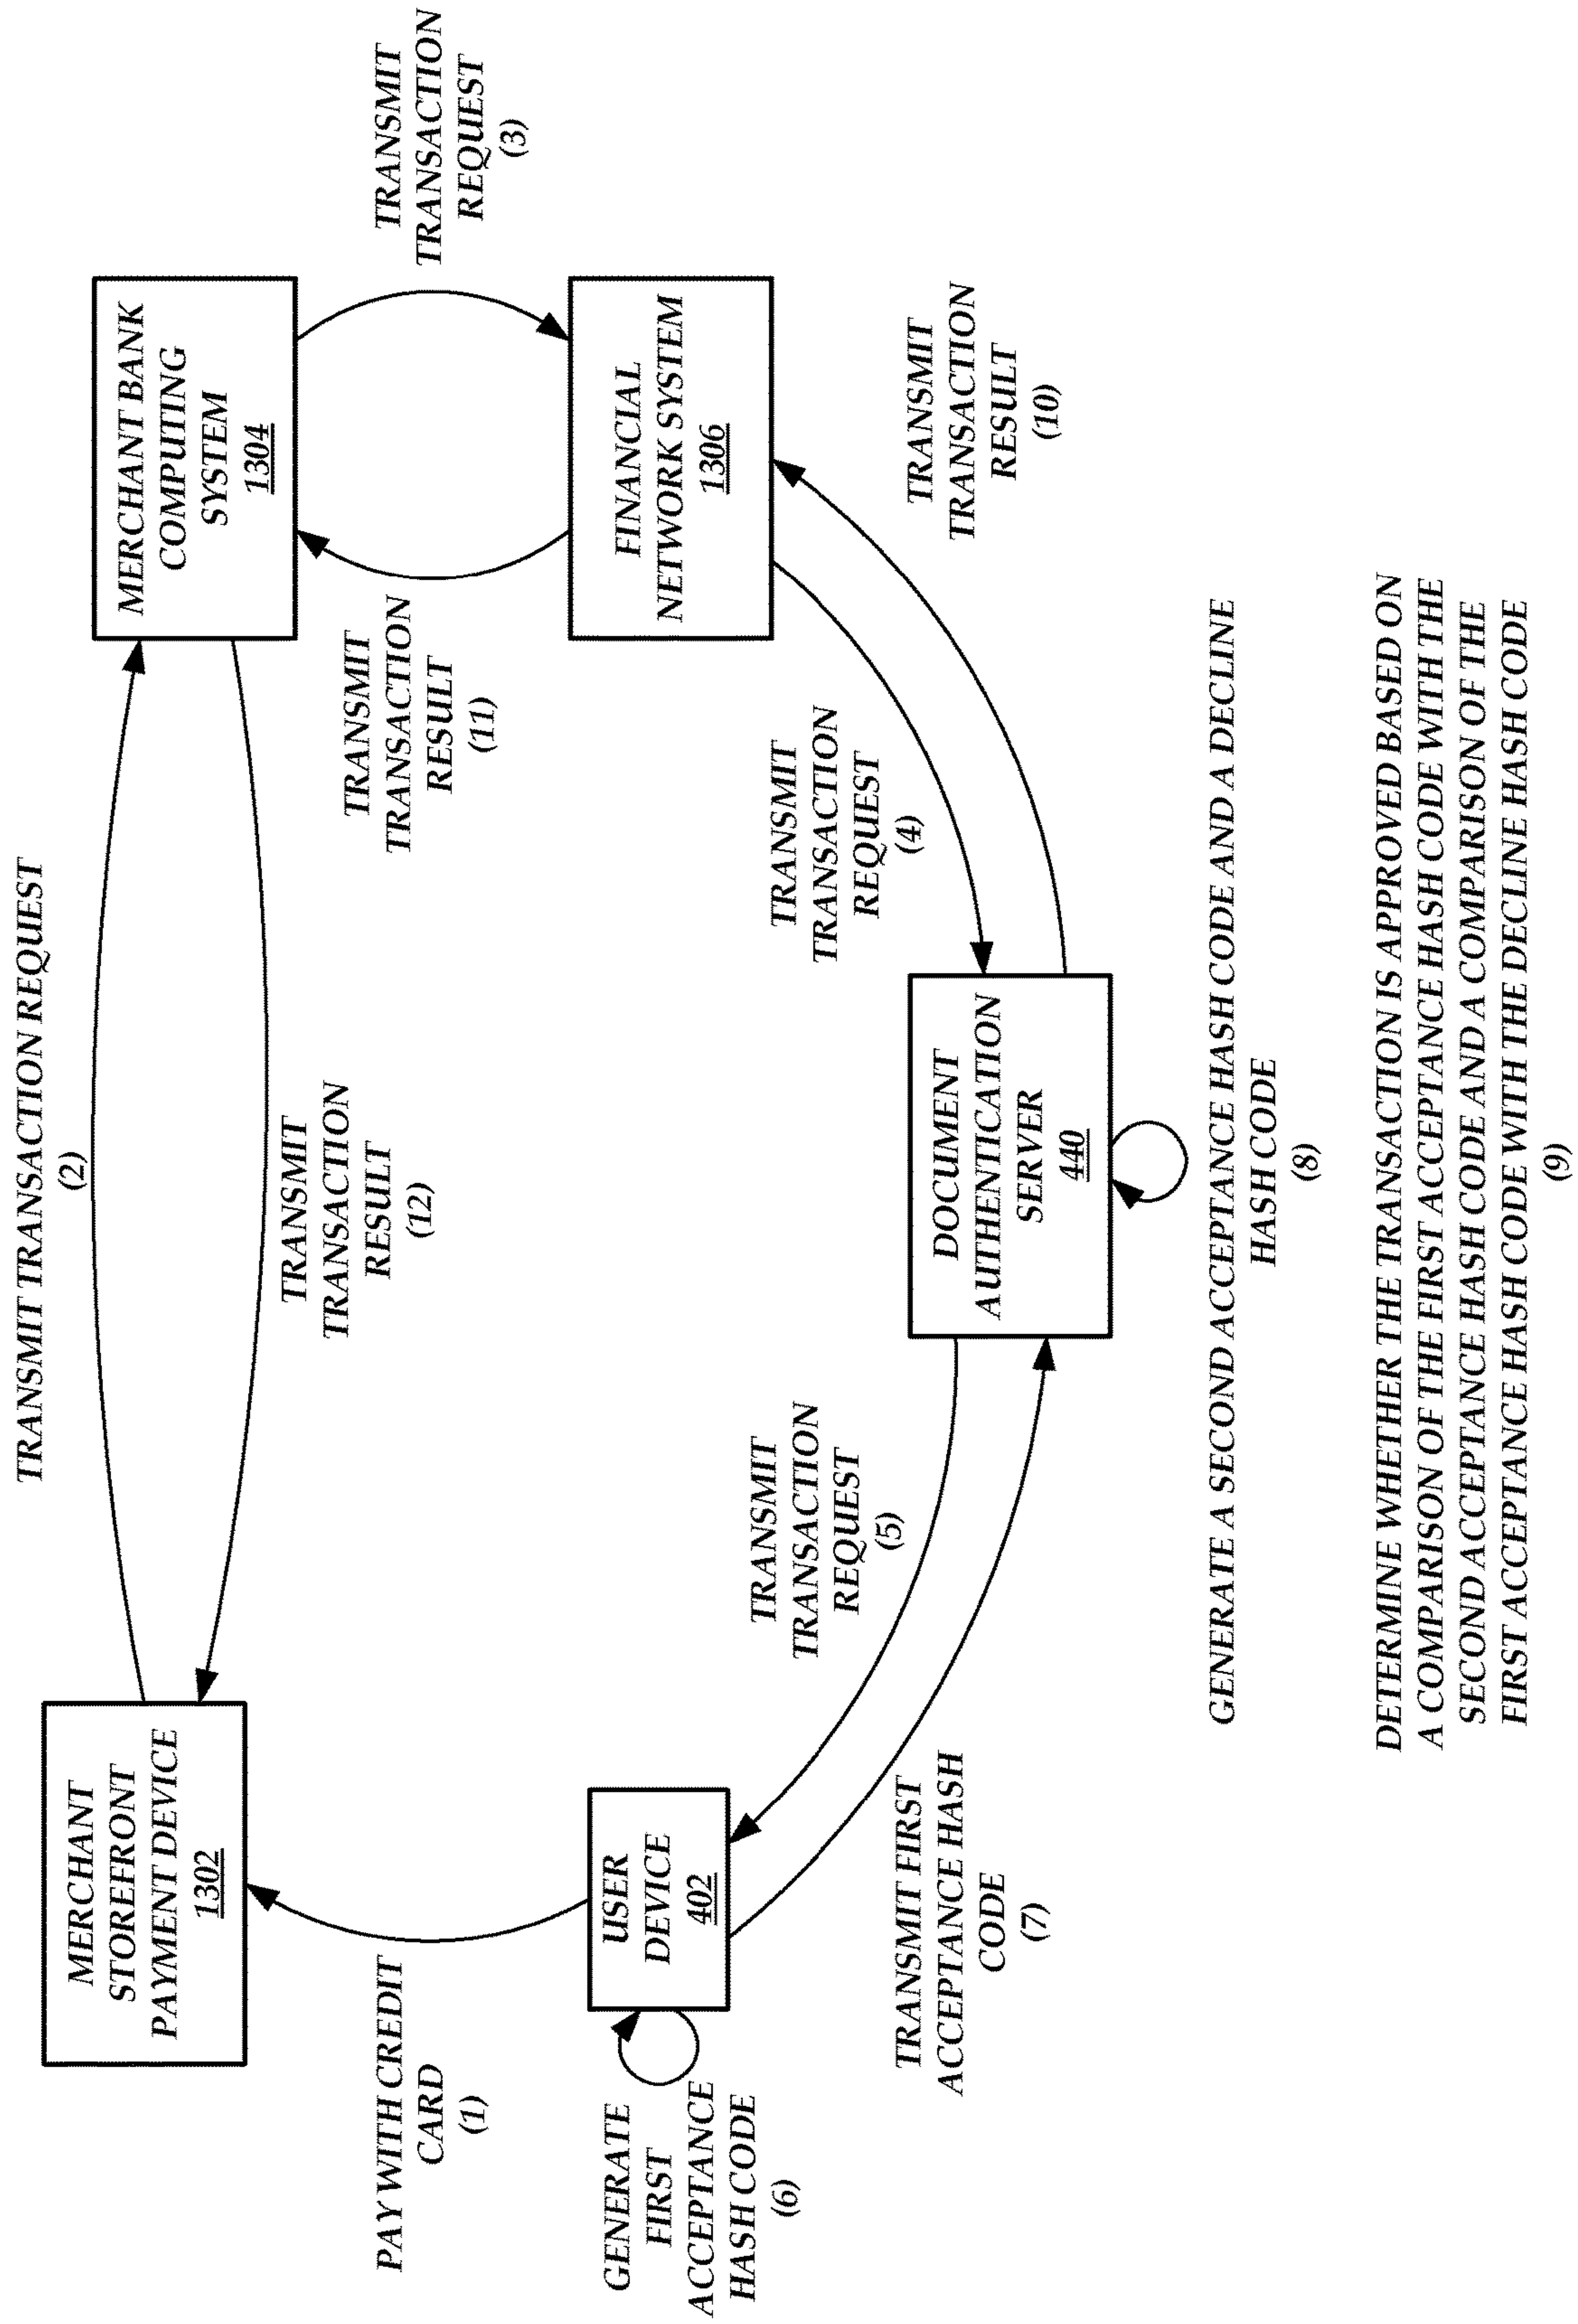 TRANSMIT TRANSACTION REQUEST
(2)
MERCHANT
STOREFRONT
PAYMENT DEVICE
1302
MERCHANT BANK
COMPUTING
SYSTEM
1304
TRANSMIT
TRANSACTION
RESULT
(12)
PAY WITH CREDIT
CARD
(1)
TRANSMIT
TRANSACTION
RESULT
(11)
TRANSMIT
TRANSACTION
REQUEST
(3)
GENERATE
FIRST
ACCEPTANCE
HASH CODE
(6)
USER
DEVICE
402
FINANCIAL
NETWORK SYSTEM
1306
TRANSMIT
TRANSACTION
REQUEST
(5)
TRANSMIT
TRANSACTION
REQUEST
(4)
TRANSMIT FIRST
ACCEPTANCE HASH
CODE
(7)
DOCUMENT
AUTHENTICATION
SERVER
440
TRANSMIT
TRANSACTION
RESULT
(10)
GENERATE A SECOND ACCEPTANCE HASH CODE AND A DECLINE
HASH CODE
(8)
DETERMINE WHETHER THE TRANSACTION IS APPROVED BASED ON
A COMPARISON OF THE FIRST ACCEPTANCE HASH CODE WITH THE
SECOND ACCEPTANCE HASH CODE AND A COMPARISON OF THE
FIRST ACCEPTANCE HASH CODE WITH THE DECLINE HASH CODE
(9)